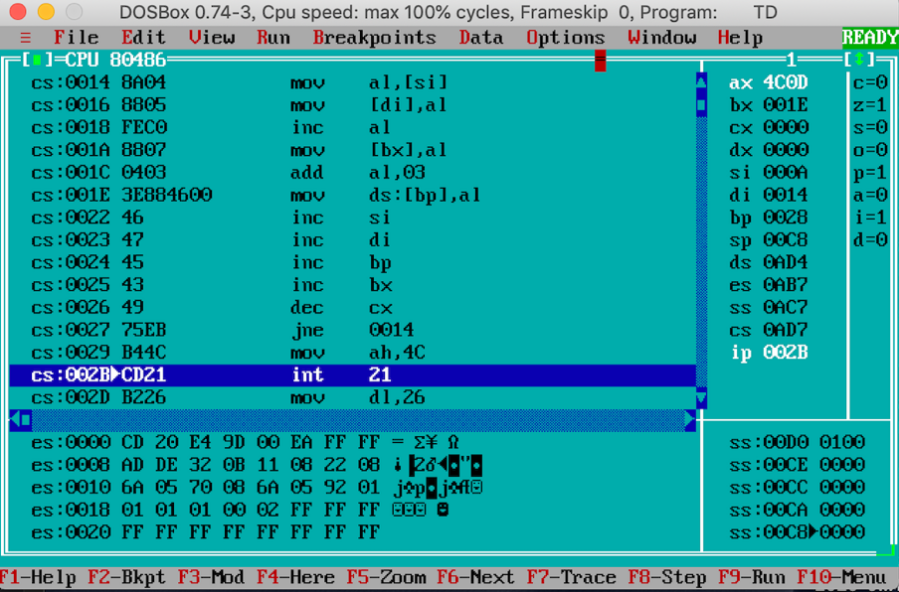 DOSBox 0.74-3, Cpu speed: max 100% cycles, Frameskip 0, Program: TD
≡ File Edit View Run Breakpoints Data Options Window Help READY
[■]=CPU 80486 1 [↕]
cs:0014 8A04 mov al,[si] ax 4C0D c=0
cs:0016 8805 mov [di],al bx 001E z=1
cs:0018 FEC0 inc al cx 0000 s=0
cs:001A 8807 mov [bx],al dx 0000 o=0
cs:001C 0403 add al,03 si 000A p=1
cs:001E 3E884600 mov ds:[bp],al di 0014 a=0
cs:0022 46 inc si bp 0028 i=1
cs:0023 47 inc di sp 00C8 d=0
cs:0024 45 inc bp ds 0AD4
cs:0025 43 inc bx es 0AB7
cs:0026 49 dec cx ss 0AC7
cs:0027 75EB jne 0014 cs 0AD7
cs:0029 B44C mov ah,4C ip 002B
cs:002B►CD21 int 21
cs:002D B226 mov dl,26
es:0000 CD 20 E4 9D 00 EA FF FF = Σ¥ Ω ss:00D0 0100
es:0008 AD DE 32 0B 11 08 22 08 ss:00CE 0000
es:0010 6A 05 70 08 6A 05 92 01 j♣p◘j♣Æ☺ ss:00CC 0000
es:0018 01 01 01 00 02 FF FF FF ☺☺☺ ☻ ss:00CA 0000
es:0020 FF FF FF FF FF FF FF FF ss:00C8►0000
F1-Help F2-Bkpt F3-Mod F4-Here F5-Zoom F6-Next F7-Trace F8-Step F9-Run F10-Menu